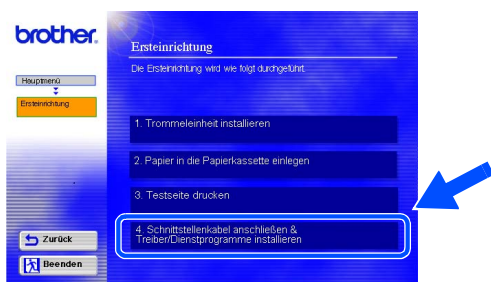 brother.
Ersteinrichtung
Die Ersteinrichtung wird wie folgt durchgeführt.
Hauptmenü
Ersteinrichtung
1. Trommeleinheit installieren
2. Papier in die Papierkassette einlegen
3. Testseite drucken
4. Schnittstellenkabel anschließen &
Treiber/Dienstprogramme installieren
Zurück
Beenden